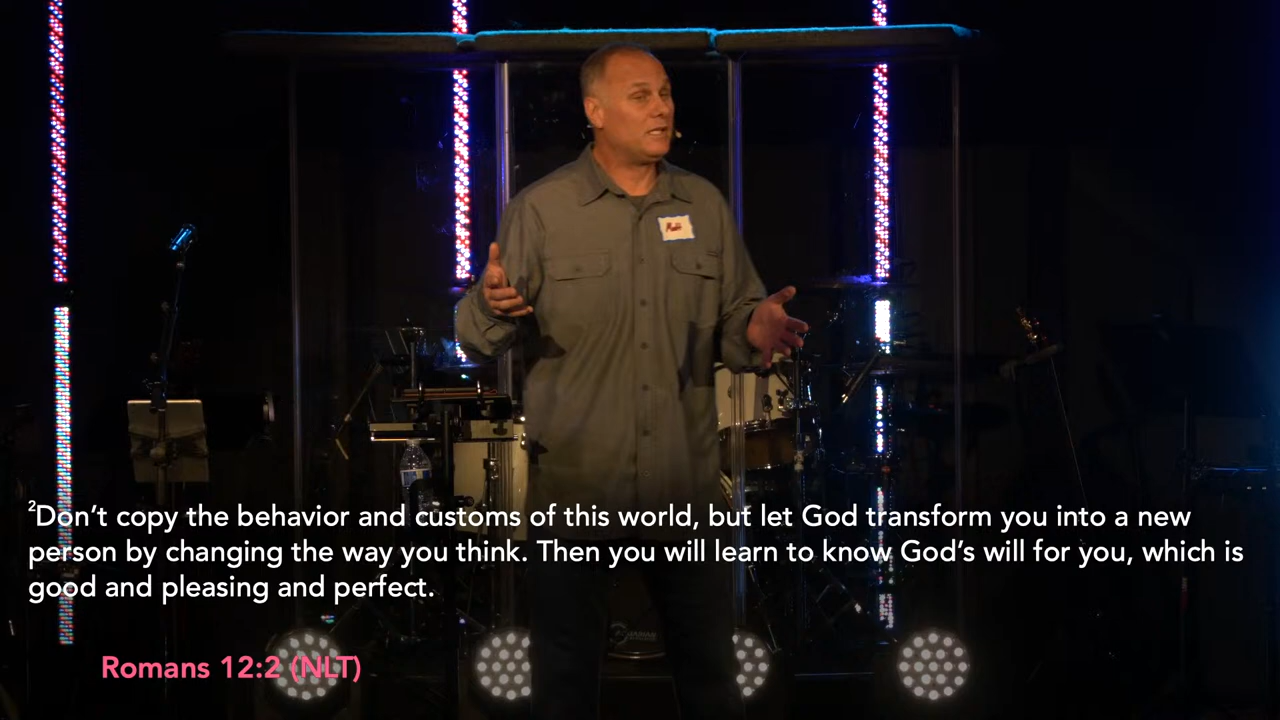 ²Don’t copy the behavior and customs of this world, but let God transform you into a new
person by changing the way you think. Then you will learn to know God’s will for you, which is
good and pleasing and perfect.
Romans 12:2 (NLT)